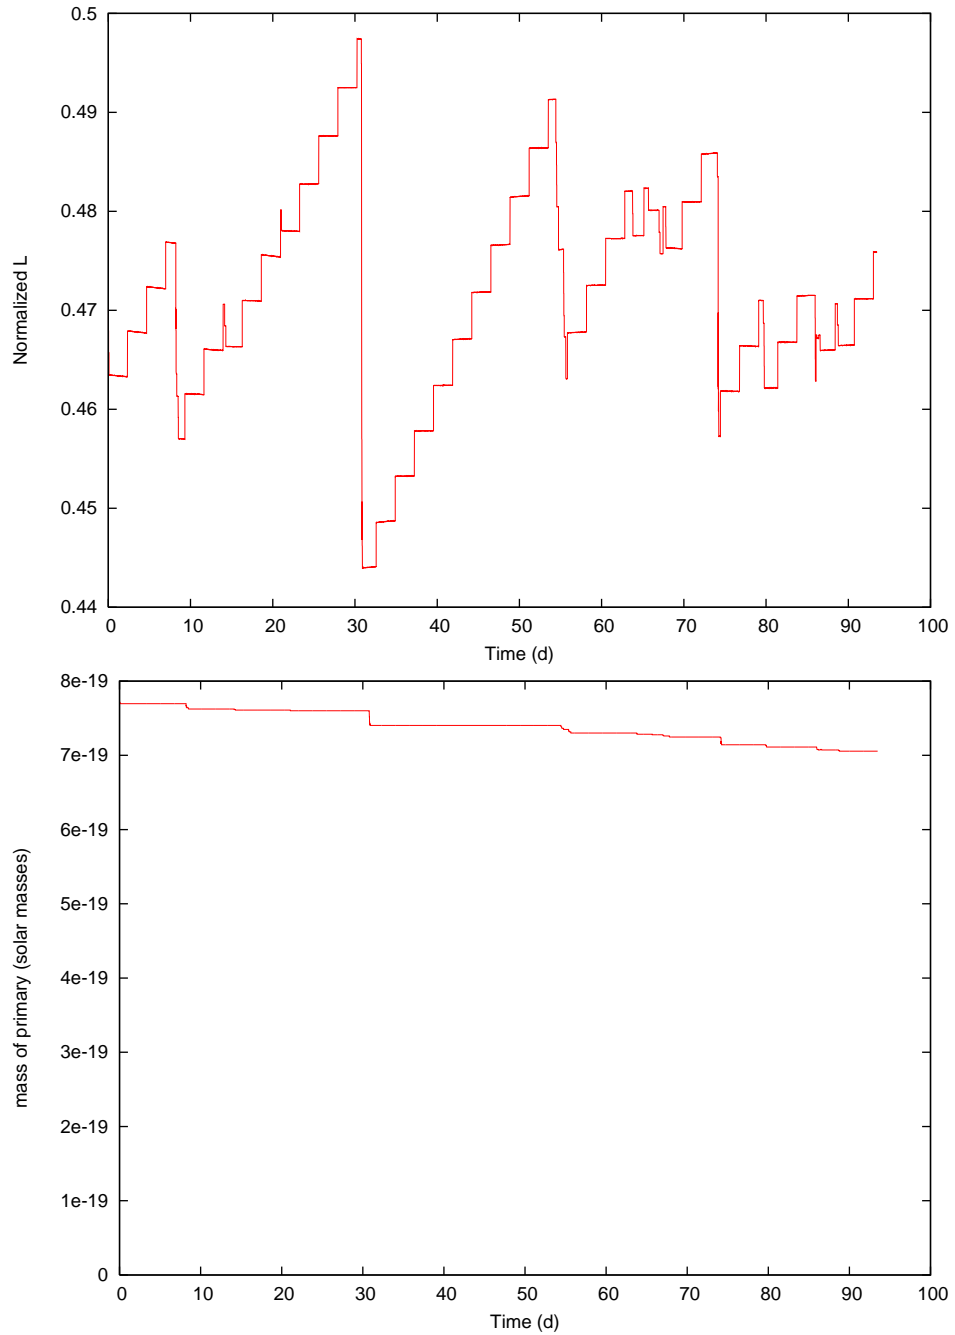 0.5
0.49
0.48
0.47
0.46
0.45
0.44
Normalized L
0 10 20 30 40 50 60 70 80 90 100
Time (d)
8e-19
7e-19
6e-19
5e-19
4e-19
3e-19
2e-19
1e-19
0
mass of primary (solar masses)
0 10 20 30 40 50 60 70 80 90 100
Time (d)